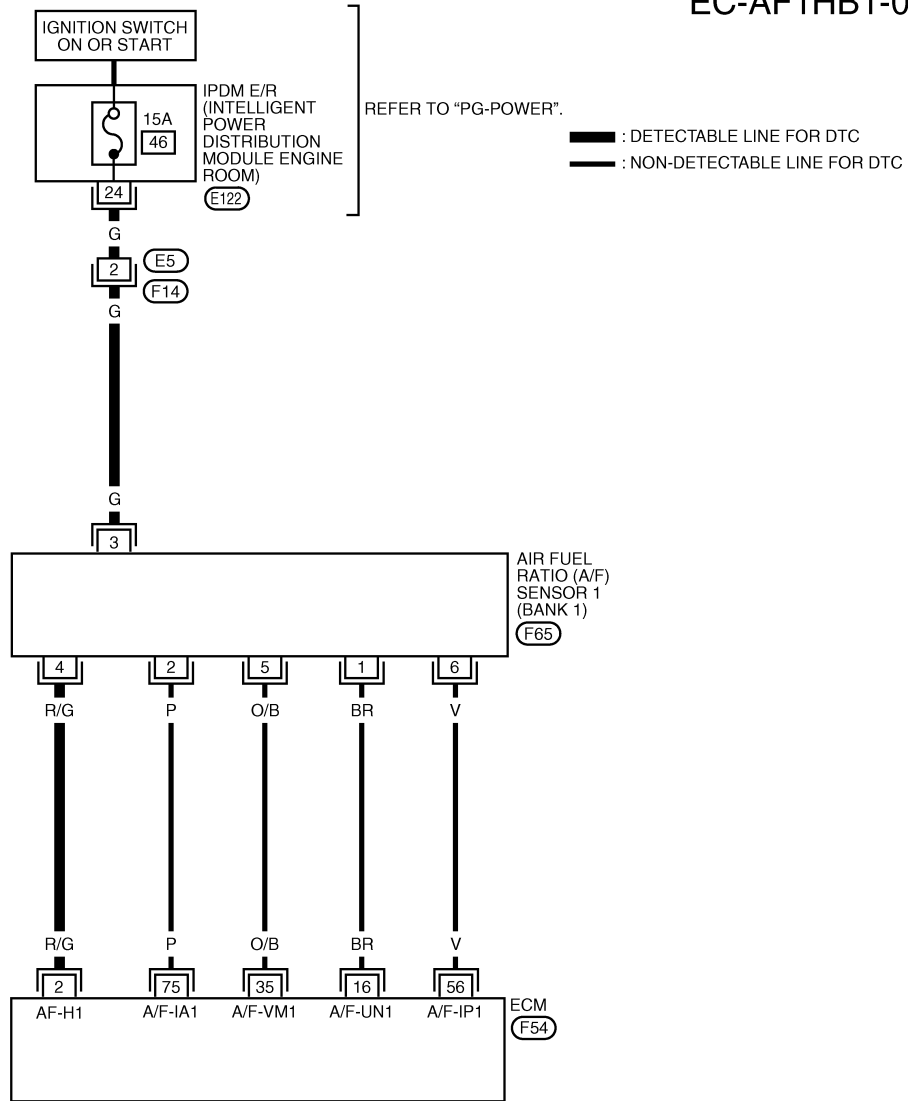 EC-AF1HB1-0
IGNITION SWITCH
ON OR START
IPDM E/R
(INTELLIGENT
POWER
DISTRIBUTION
MODULE ENGINE
ROOM)
E122
15A
46
24
REFER TO “PG-POWER”.
: DETECTABLE LINE FOR DTC
: NON-DETECTABLE LINE FOR DTC
G
2
E5
F14
G
G
3
AIR FUEL
RATIO (A/F)
SENSOR 1
(BANK 1)
F65
4 2 5 1 6
R/G P O/B BR V
R/G P O/B BR V
2 75 35 16 56
AF-H1 A/F-IA1 A/F-VM1 A/F-UN1 A/F-IP1
ECM
F54